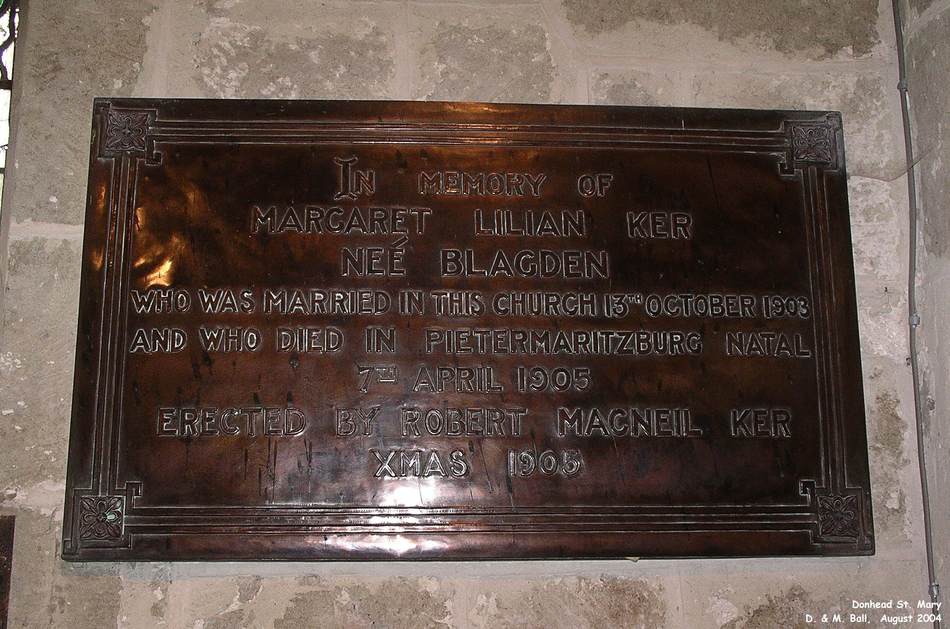 In MEMORY OF
MARGARET LILIAN KER
NEÉ BLAGDEN
WHO WAS MARRIED IN THIS CHURCH 13TH OCTOBER 1903
AND WHO DIED IN PIETERMARITZBURG NATAL
7TH APRIL 1905
ERECTED BY ROBERT MACNEIL KER
XMAS 1905
Donhead St. Mary
D. & M. Ball, August 2004